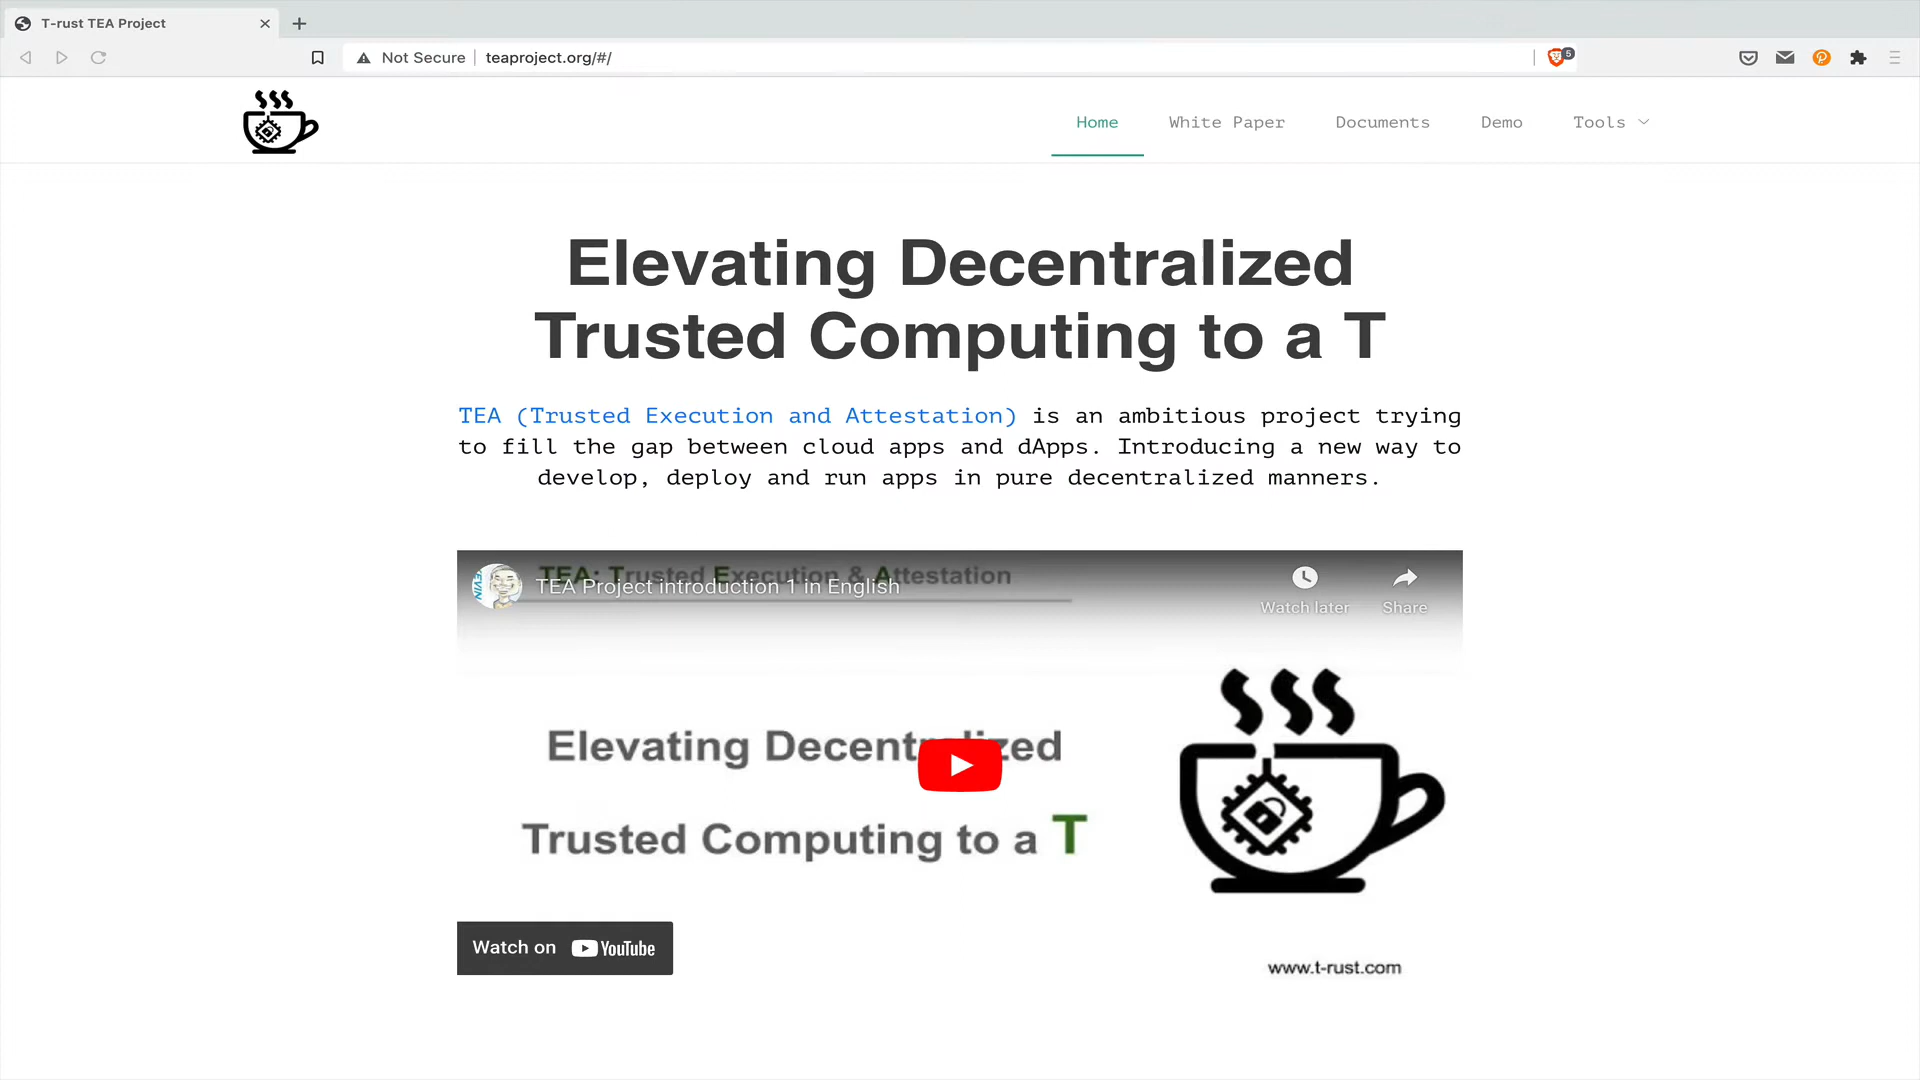 T-rust TEA Project
Not Secure
teaproject.org/#/
5
Home
White Paper
Documents
Demo
Tools
Elevating Decentralized
Trusted Computing to a T
TEA (Trusted Execution and Attestation) is an ambitious project trying
to fill the gap between cloud apps and dApps. Introducing a new way to
develop, deploy and run apps in pure decentralized manners.
TEA: Trusted Execution & Attestation
TEA Project introduction 1 in English
KEVIN
Watch later
Share
Elevating Decentralized
Trusted Computing to a T
Watch on YouTube
www.t-rust.com